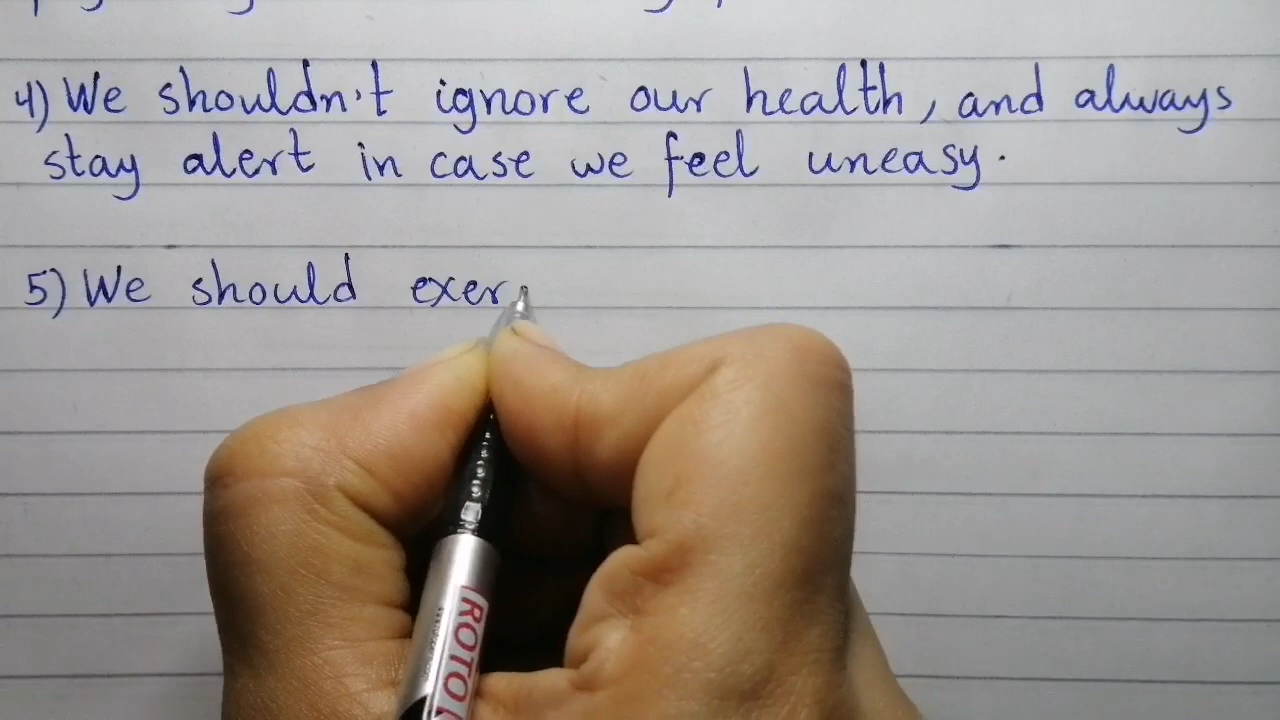 4) We shouldn't ignore our health, and always
stay alert in case we feel uneasy.
5) We should exer
ROTO